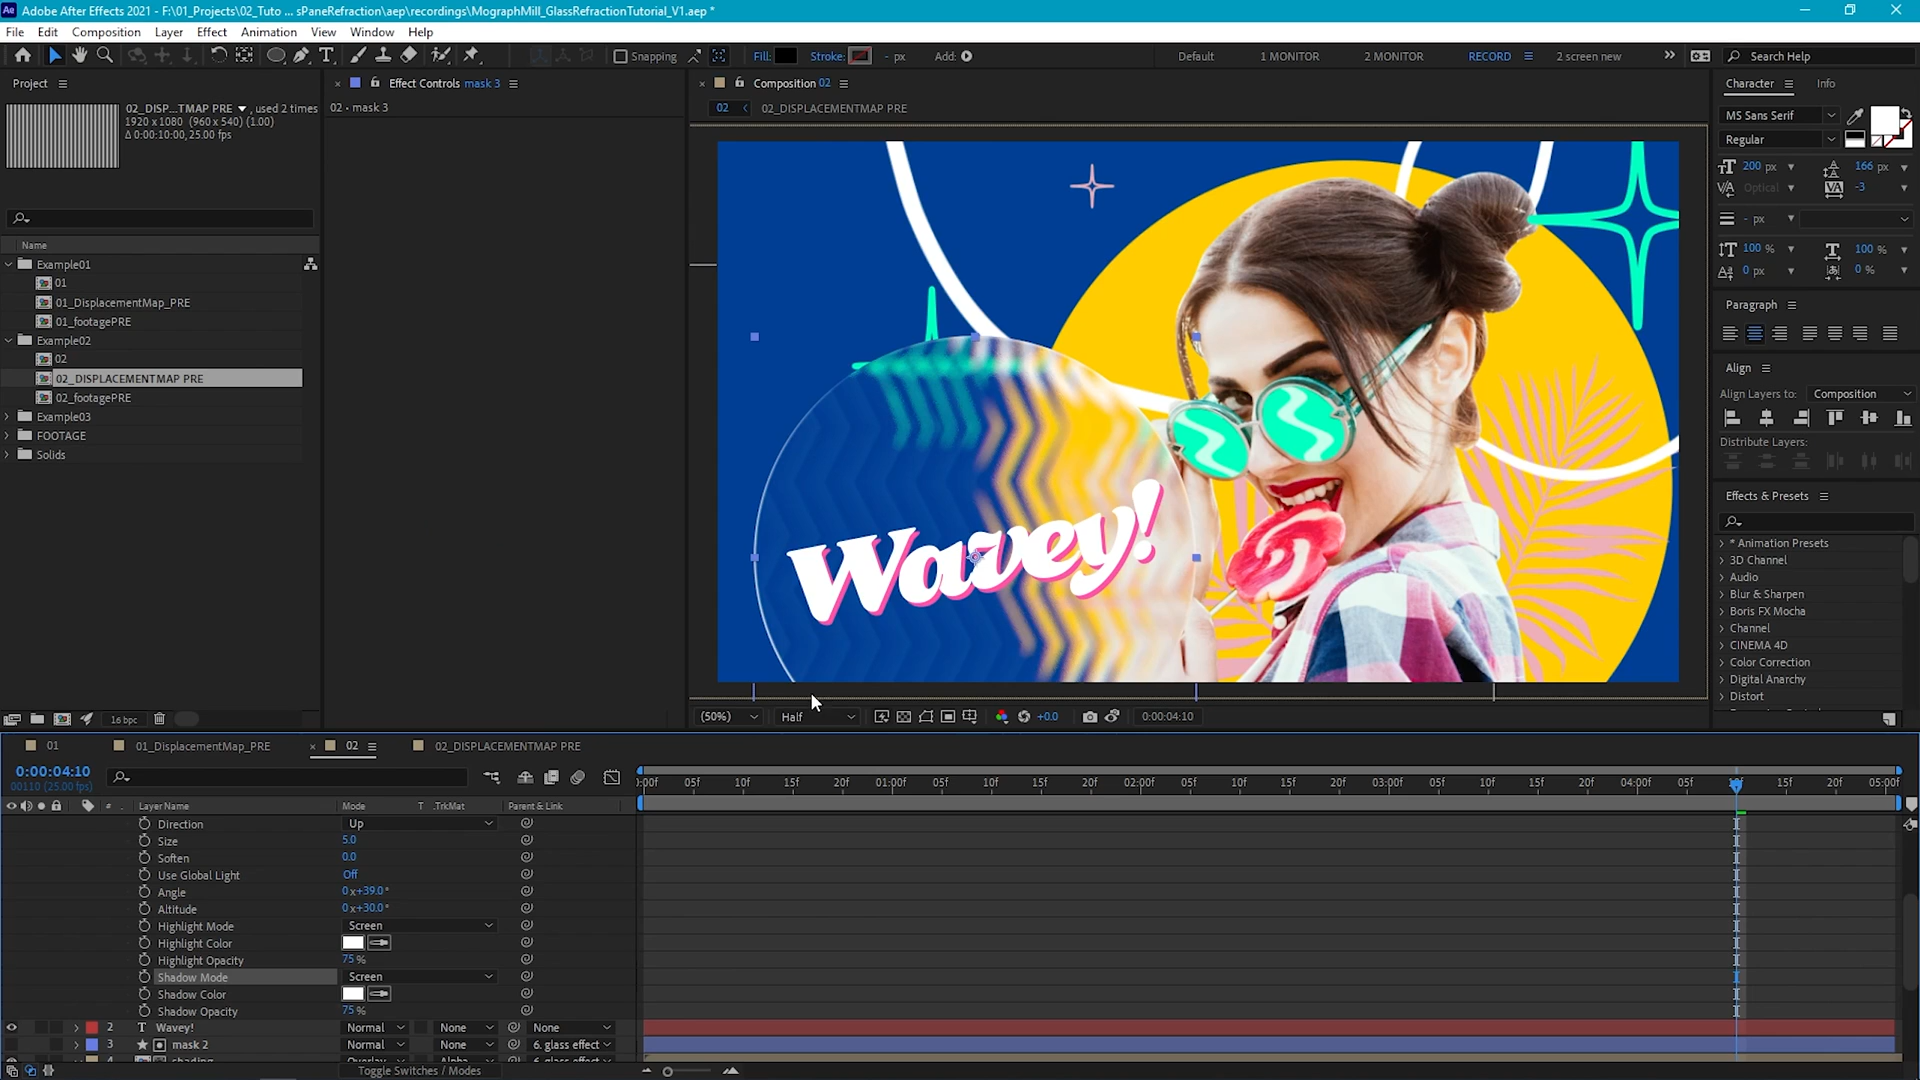 Adobe After Effects 2021 - F:\01_Projects\02_Tuto ... sPaneRefraction\aep\recordings\MographMill_GlassRefractionTutorial_V1.aep *
File Edit Composition Layer Effect Animation View Window Help
Snapping Fill: Stroke: - px Add: Default 1 MONITOR 2 MONITOR RECORD 2 screen new Search Help
Project
02_DISP...TMAP PRE , used 2 times
1920 x 1080 (960 x 540) (1.00)
Δ 0:00:10:00, 25.00 fps
Name
Example01
01
01_DisplacementMap_PRE
01_footagePRE
Example02
02
02_DISPLACEMENTMAP PRE
02_footagePRE
Example03
FOOTAGE
Solids
16 bpc
Effect Controls mask 3
02 • mask 3
Composition 02
02 02_DISPLACEMENTMAP PRE
Wavey!
(50%) Half +0.0 0:00:04:10
Character Info
MS Sans Serif
Regular
200 px 166 px
Optical -3
- px
100 % 100 %
0 px 0 %
Paragraph
Align
Align Layers to: Composition
Distribute Layers:
Effects & Presets
* Animation Presets
3D Channel
Audio
Blur & Sharpen
Boris FX Mocha
Channel
CINEMA 4D
Color Correction
Digital Anarchy
Distort
01 01_DisplacementMap_PRE 02 02_DISPLACEMENTMAP PRE
0:00:04:10
00110 (25.00 fps)
# Layer Name Mode T .TrkMat Parent & Link
:00f 05f 10f 15f 20f 01:00f 05f 10f 15f 20f 02:00f 05f 10f 15f 20f 03:00f 05f 10f 15f 20f 04:00f 05f 15f 20f 05:00f
Direction Up
Size 5.0
Soften 0.0
Use Global Light Off
Angle 0 x+39.0°
Altitude 0 x+30.0°
Highlight Mode Screen
Highlight Color
Highlight Opacity 75 %
Shadow Mode Screen
Shadow Color
Shadow Opacity 75 %
2 T Wavey! Normal None None
3 mask 2 Normal None 6. glass effect
Toggle Switches / Modes